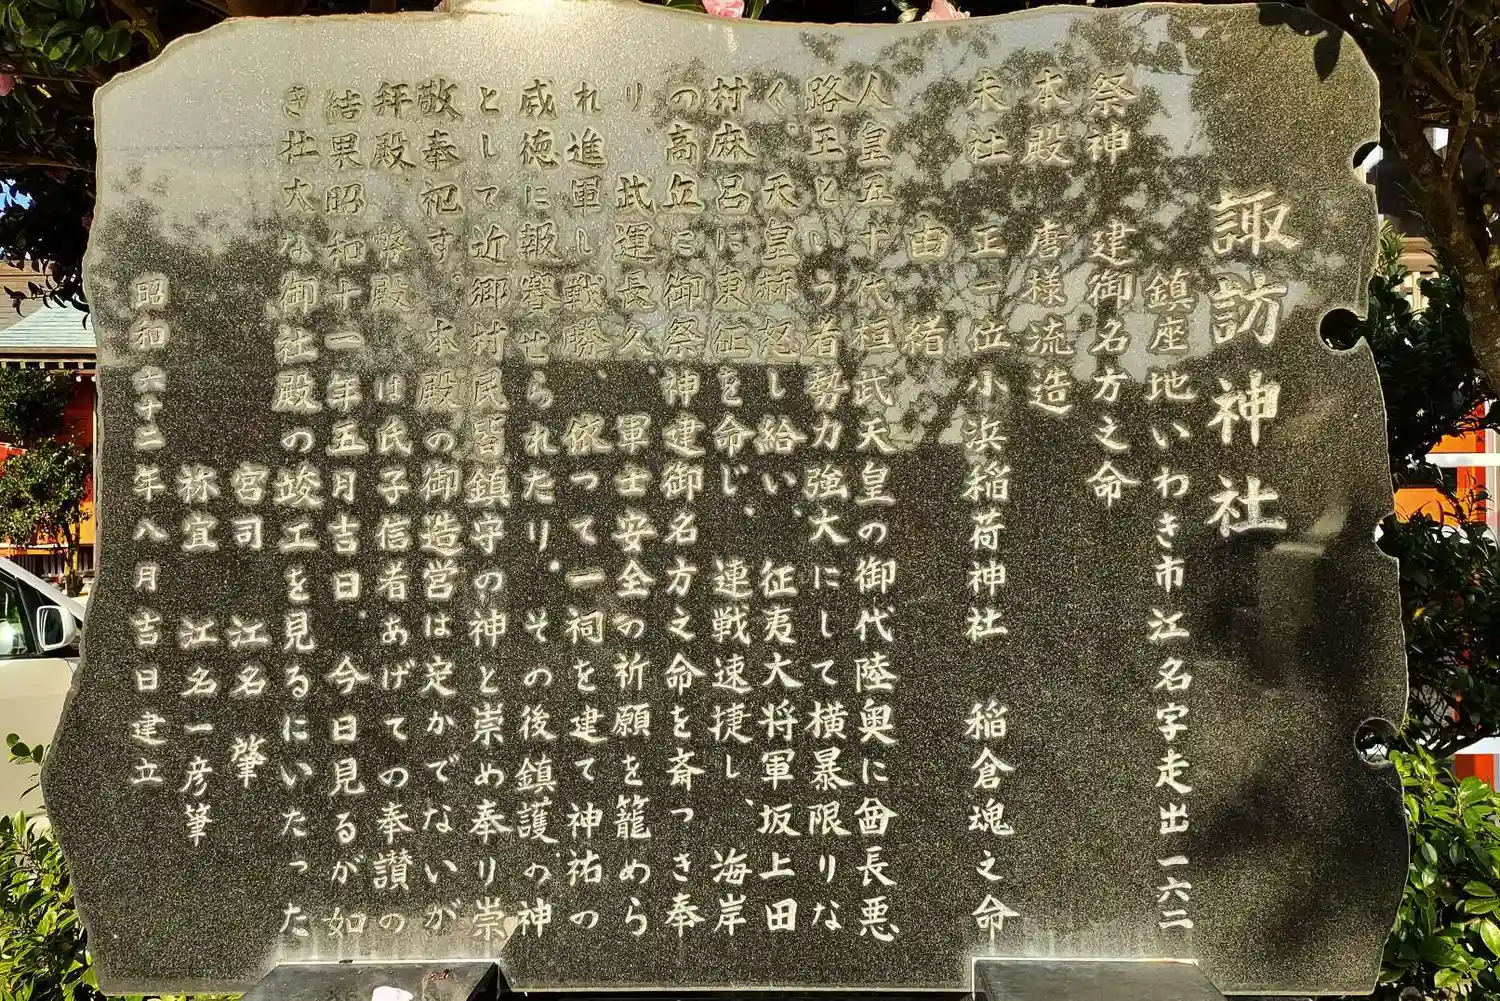 諏訪神社
鎮座地いわき市江名字走出一六二
祭神　建御名方之命
本殿　唐様流造
末社　正一位小浜稲荷神社　稲倉魂之命
由緒
人皇五十代桓武天皇の御代陸奥に酋長悪
路王という者勢力強大にして横暴限りな
く、天皇赫怒し給い、征夷大将軍坂上田
村麻呂に東征を命じ、連戦速捷し、海岸
の高丘に御祭神建御名方之命を斎つき奉
り、武運長久、軍士安全の祈願を籠めら
れ進軍し戦勝、依つて一祠を建て神祐の
威徳に報賽せられたり。その後鎮護の神
として近郷村民皆鎮守の神と崇め奉り崇
敬奉祀す。本殿の御造営は定かでないが
拝殿、幣殿は氏子信者あげての奉讃の
結果昭和十一年五月吉日、今日見るが如
き壮大な御社殿の竣工を見るにいたった
宮司　江名　肇
祢宜　江名一彦筆
昭和六十二年八月吉日建立